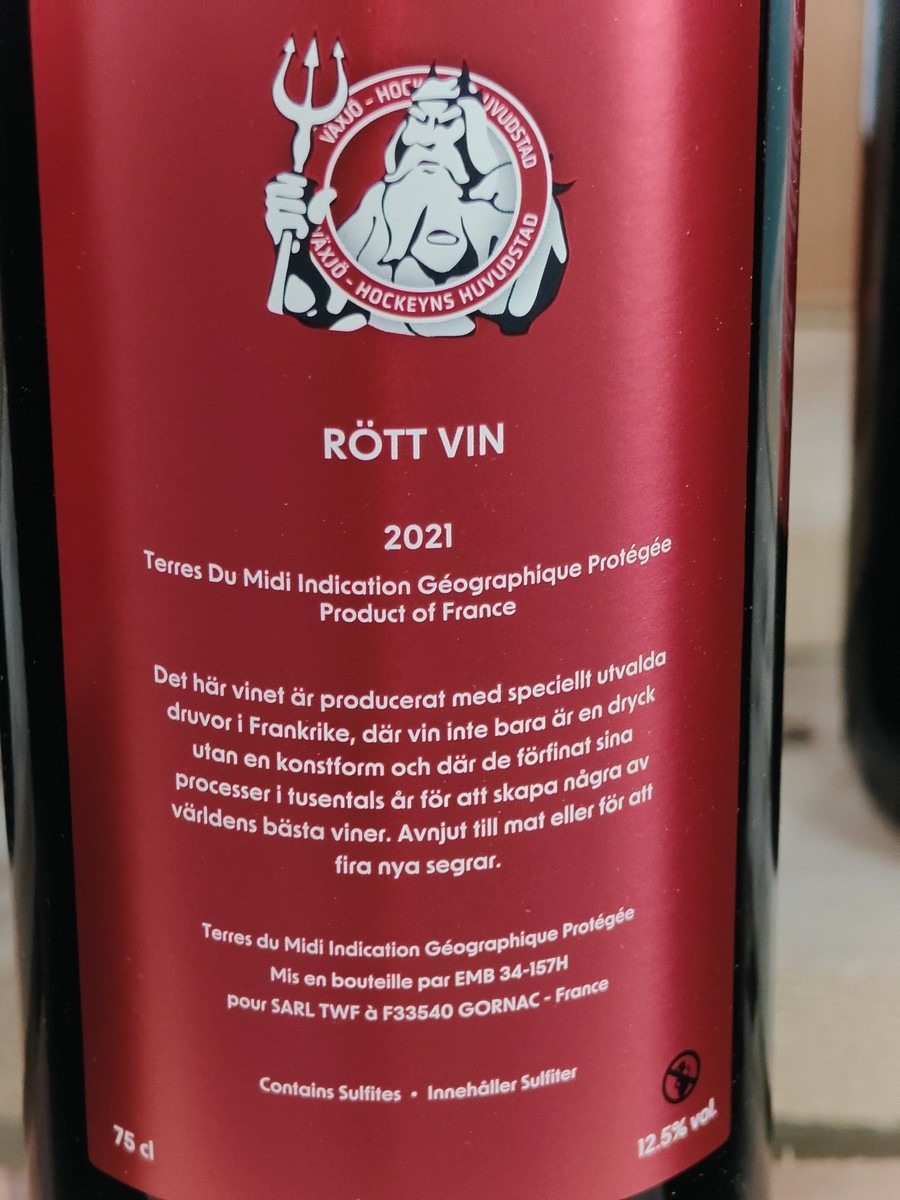 VÄXJÖ - HOCK UVUDSTAD
VÄXJÖ - HOCKEYNS HUVUDSTAD
RÖTT VIN
2021
Terres Du Midi Indication Géographique Protégée
Product of France
Det här vinet är producerat med speciellt utvalda
druvor i Frankrike, där vin inte bara är en dryck
utan en konstform och där de förfinat sina
processer i tusentals år för att skapa några av
världens bästa viner. Avnjut till mat eller för att
fira nya segrar.
Terres du Midi Indication Géographique Protégée
Mis en bouteille par EMB 34-157H
pour SARL TWF à F33540 GORNAC - France
Contains Sulfites • Innehåller Sulfiter
75 cl
12.5% vol.